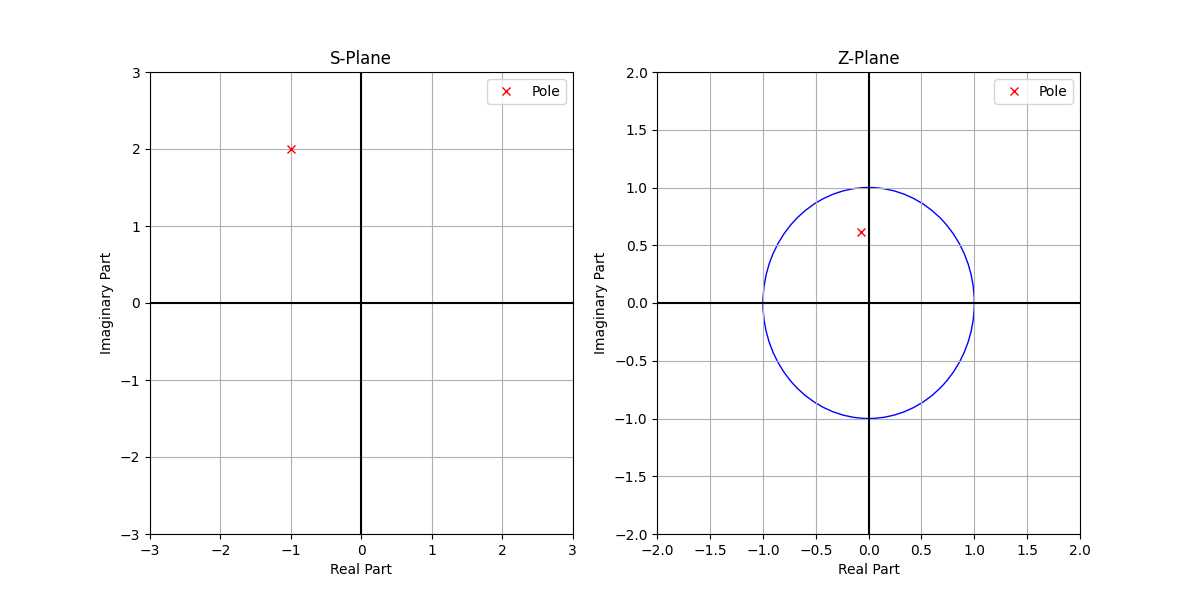 S-Plane
Pole
3
2
1
0
−1
−2
−3
Imaginary Part
−3 −2 −1 0 1 2 3
Real Part
Z-Plane
Pole
2.0
1.5
1.0
0.5
0.0
−0.5
−1.0
−1.5
−2.0
Imaginary Part
−2.0 −1.5 −1.0 −0.5 0.0 0.5 1.0 1.5 2.0
Real Part